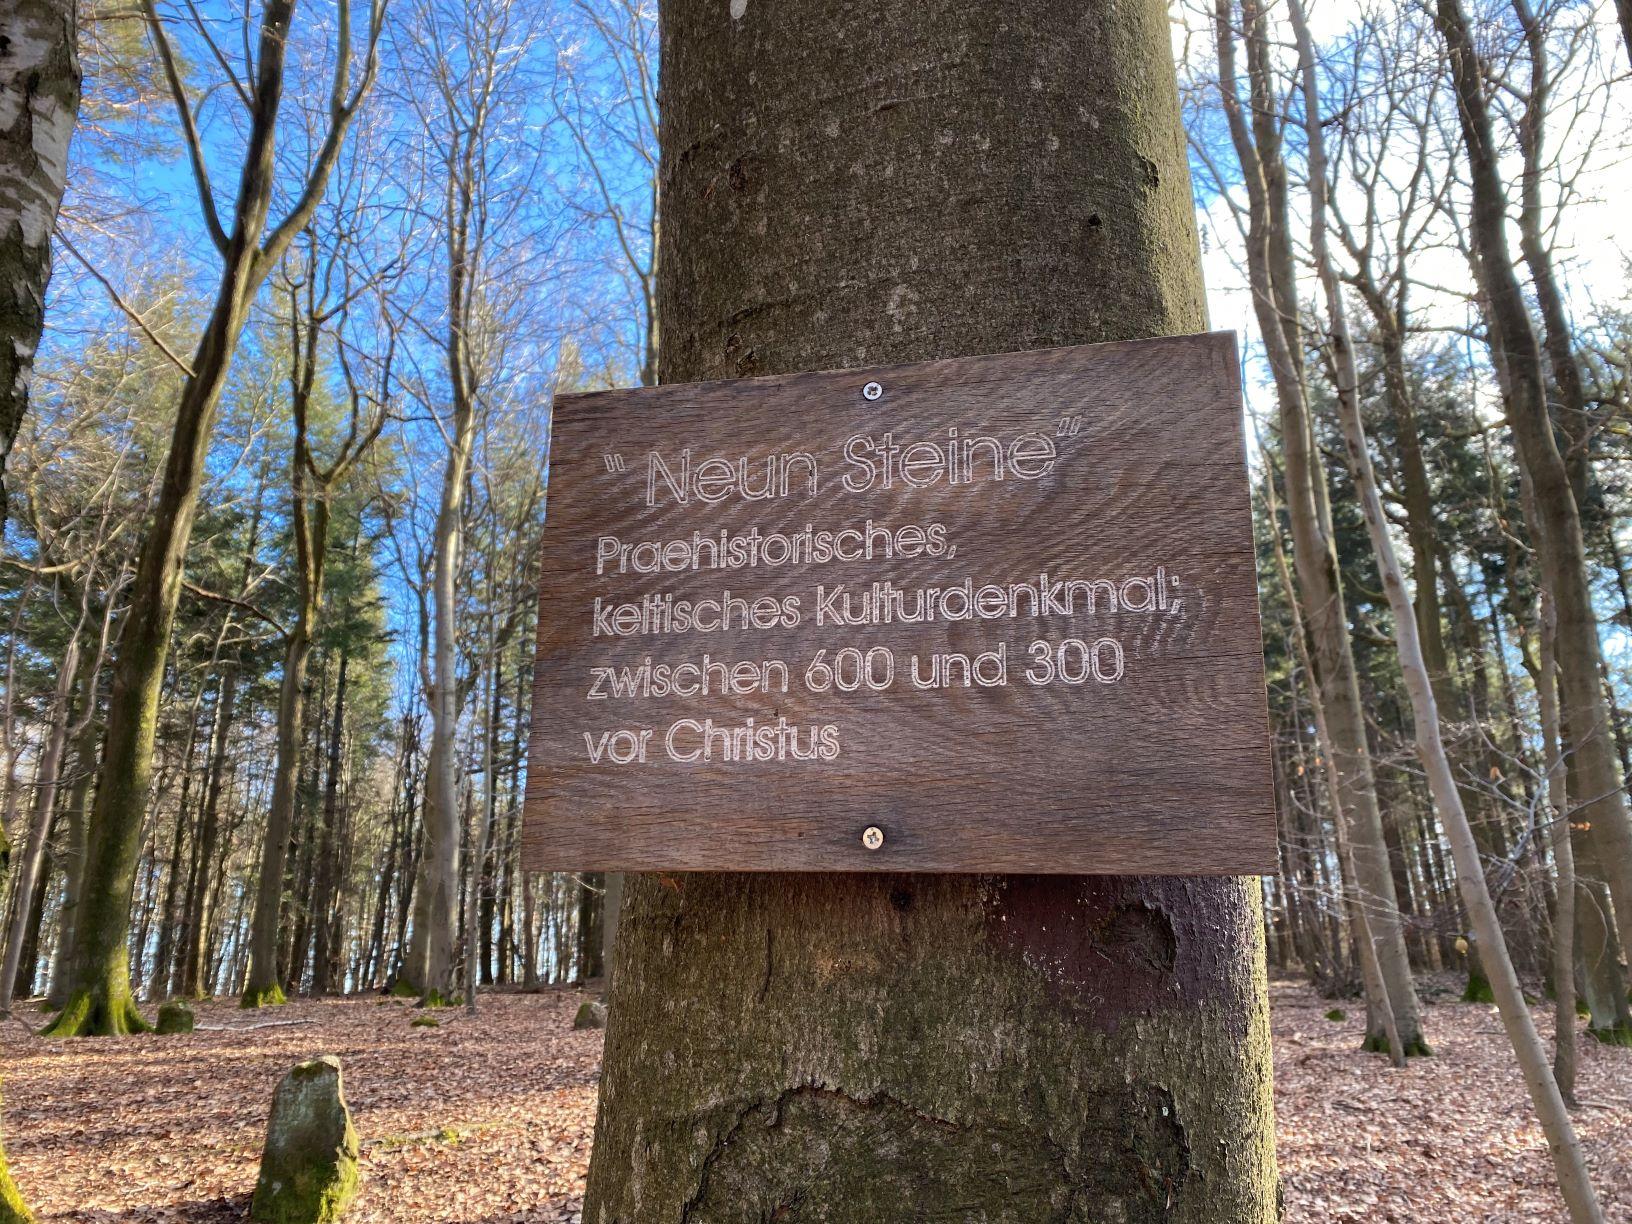 "Neun Steine"
Praehistorisches,
keltisches Kulturdenkmal;
zwischen 600 und 300
vor Christus